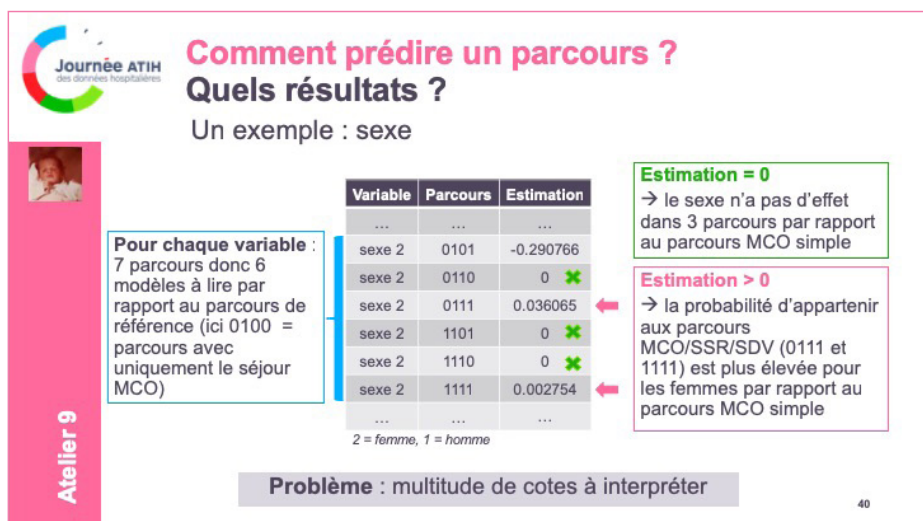 Journée ATIH
des données hospitalières
Comment prédire un parcours ?
Quels résultats ?
Un exemple : sexe
Atelier 9
Pour chaque variable :
7 parcours donc 6
modèles à lire par
rapport au parcours de
référence (ici 0100 =
parcours avec
uniquement le séjour
MCO)
Variable Parcours Estimation
... ... ...
sexe 2 0101 -0.290766
sexe 2 0110 0
sexe 2 0111 0.036065
sexe 2 1101 0
sexe 2 1110 0
sexe 2 1111 0.002754
... ... ...
2 = femme, 1 = homme
Estimation = 0
→ le sexe n'a pas d'effet
dans 3 parcours par rapport
au parcours MCO simple
Estimation > 0
→ la probabilité d'appartenir
aux parcours
MCO/SSR/SDV (0111 et
1111) est plus élevée pour
les femmes par rapport au
parcours MCO simple
Problème : multitude de cotes à interpréter
40